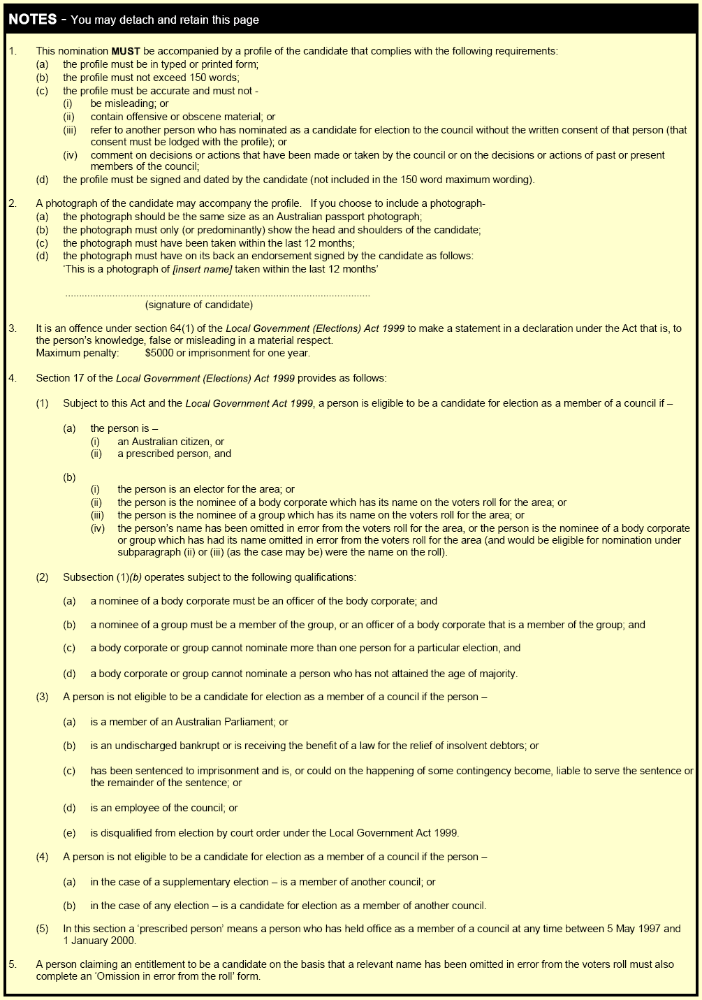 NOTES - You may detach and retain this page
1. This nomination MUST be accompanied by a profile of the candidate that complies with the following requirements:
(a) the profile must be in typed or printed form;
(b) the profile must not exceed 150 words;
(c) the profile must be accurate and must not -
(i) be misleading; or
(ii) contain offensive or obscene material; or
(iii) refer to another person who has nominated as a candidate for election to the council without the written consent of that person (that
consent must be lodged with the profile); or
(iv) comment on decisions or actions that have been made or taken by the council or on the decisions or actions of past or present
members of the council;
(d) the profile must be signed and dated by the candidate (not included in the 150 word maximum wording).
2. A photograph of the candidate may accompany the profile. If you choose to include a photograph-
(a) the photograph should be the same size as an Australian passport photograph;
(b) the photograph must only (or predominantly) show the head and shoulders of the candidate;
(c) the photograph must have been taken within the last 12 months;
(d) the photograph must have on its back an endorsement signed by the candidate as follows:
‘This is a photograph of [insert name] taken within the last 12 months’
..............................................................................................................
(signature of candidate)
3. It is an offence under section 64(1) of the Local Government (Elections) Act 1999 to make a statement in a declaration under the Act that is, to
the person’s knowledge, false or misleading in a material respect.
Maximum penalty: $5000 or imprisonment for one year.
4. Section 17 of the Local Government (Elections) Act 1999 provides as follows:
(1) Subject to this Act and the Local Government Act 1999, a person is eligible to be a candidate for election as a member of a council if –
(a) the person is –
(i) an Australian citizen, or
(ii) a prescribed person, and
(b)
(i) the person is an elector for the area; or
(ii) the person is the nominee of a body corporate which has its name on the voters roll for the area; or
(iii) the person is the nominee of a group which has its name on the voters roll for the area; or
(iv) the person’s name has been omitted in error from the voters roll for the area, or the person is the nominee of a body corporate
or group which has had its name omitted in error from the voters roll for the area (and would be eligible for nomination under
subparagraph (ii) or (iii) (as the case may be) were the name on the roll).
(2) Subsection (1)(b) operates subject to the following qualifications:
(a) a nominee of a body corporate must be an officer of the body corporate; and
(b) a nominee of a group must be a member of the group, or an officer of a body corporate that is a member of the group; and
(c) a body corporate or group cannot nominate more than one person for a particular election, and
(d) a body corporate or group cannot nominate a person who has not attained the age of majority.
(3) A person is not eligible to be a candidate for election as a member of a council if the person –
(a) is a member of an Australian Parliament; or
(b) is an undischarged bankrupt or is receiving the benefit of a law for the relief of insolvent debtors; or
(c) has been sentenced to imprisonment and is, or could on the happening of some contingency become, liable to serve the sentence or
the remainder of the sentence; or
(d) is an employee of the council; or
(e) is disqualified from election by court order under the Local Government Act 1999.
(4) A person is not eligible to be a candidate for election as a member of a council if the person –
(a) in the case of a supplementary election – is a member of another council; or
(b) in the case of any election – is a candidate for election as a member of another council.
(5) In this section a ‘prescribed person’ means a person who has held office as a member of a council at any time between 5 May 1997 and
1 January 2000.
5. A person claiming an entitlement to be a candidate on the basis that a relevant name has been omitted in error from the voters roll must also
complete an ‘Omission in error from the roll’ form.